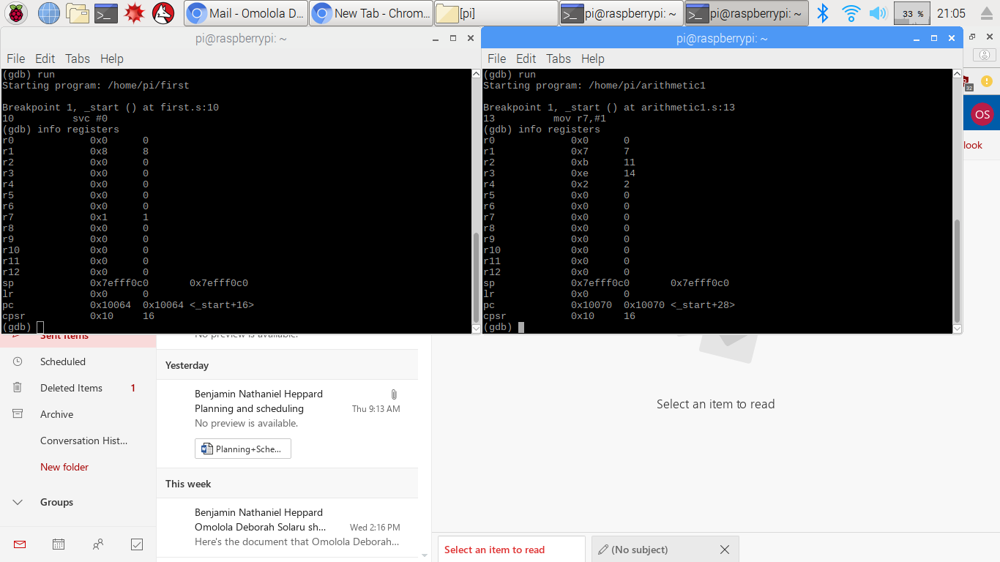 Mail - Omolola D...
New Tab - Chrom...
[pi]
pi@raspberrypi: ~
pi@raspberrypi: ~
33 %
21:05
pi@raspberrypi: ~
File Edit Tabs Help
(gdb) run
Starting program: /home/pi/first
Breakpoint 1, _start () at first.s:10
10 svc #0
(gdb) info registers
r0 0x0 0
r1 0x8 8
r2 0x0 0
r3 0x0 0
r4 0x0 0
r5 0x0 0
r6 0x0 0
r7 0x1 1
r8 0x0 0
r9 0x0 0
r10 0x0 0
r11 0x0 0
r12 0x0 0
sp 0x7efff0c0 0x7efff0c0
lr 0x0 0
pc 0x10064 0x10064 <_start+16>
cpsr 0x10 16
(gdb)
pi@raspberrypi: ~
File Edit Tabs Help
(gdb) run
Starting program: /home/pi/arithmetic1
Breakpoint 1, _start () at arithmetic1.s:13
13 mov r7,#1
(gdb) info registers
r0 0x0 0
r1 0x7 7
r2 0xb 11
r3 0xe 14
r4 0x2 2
r5 0x0 0
r6 0x0 0
r7 0x0 0
r8 0x0 0
r9 0x0 0
r10 0x0 0
r11 0x0 0
r12 0x0 0
sp 0x7efff0c0 0x7efff0c0
lr 0x0 0
pc 0x10070 0x10070 <_start+28>
cpsr 0x10 16
(gdb)
32
OS
look
Sent Items
Scheduled
Deleted Items 1
Archive
Conversation Hist...
New folder
Groups
No preview is available.
Yesterday
Benjamin Nathaniel Heppard
Planning and scheduling Thu 9:13 AM
No preview is available.
Planning+Sche...
This week
Benjamin Nathaniel Heppard
Omolola Deborah Solaru sh... Wed 2:16 PM
Here's the document that Omolola Deborah...
Select an item to read
Select an item to read
(No subject)